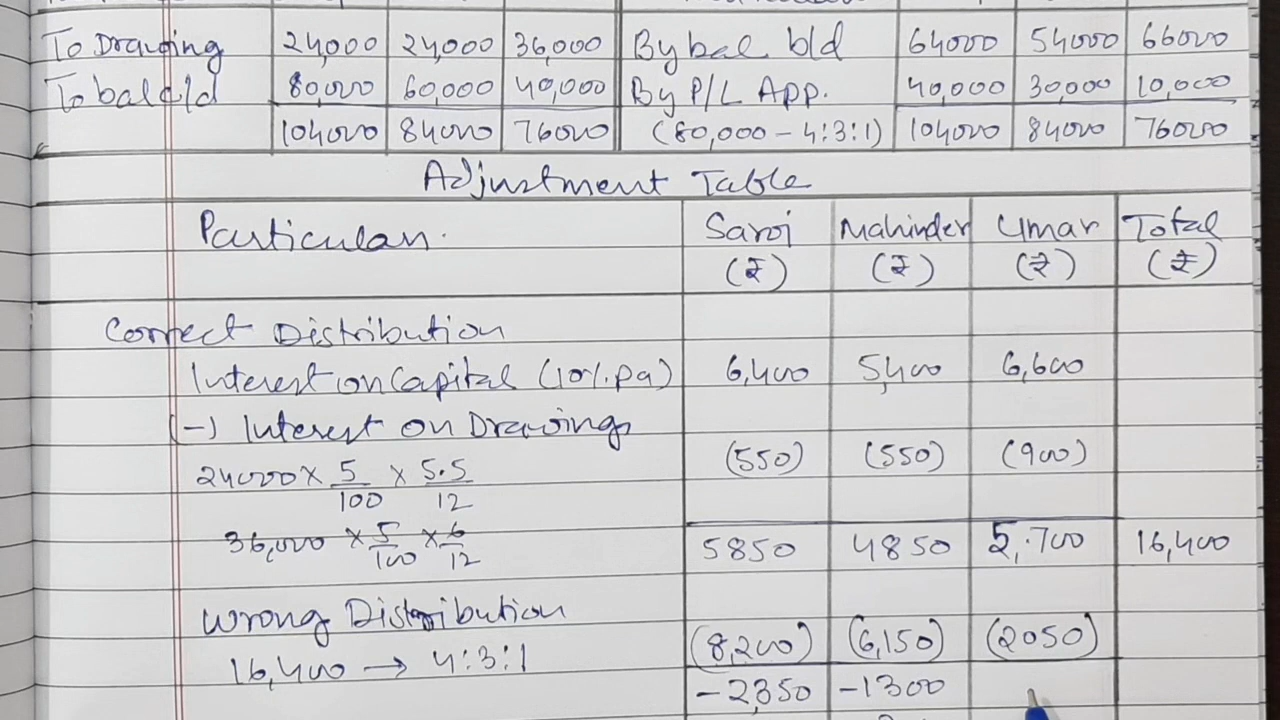 To Drawing 24,000 24,000 36,000 By bal b/d 64000 54000 66000
To bal c/d 80,000 60,000 40,000 By P/L App. 40,000 30,000 10,000
104000 84000 76000 (80,000 - 4:3:1) 104000 84000 76000
Adjustment Table
Particulars. Saroj Mahinder Umar Total
(₹) (₹) (₹) (₹)
Correct Distribution
Interest on Capital (10%.pa) 6,400 5,400 6,600
(-) Interest on Drawings
24000 × 5/100 × 5.5/12 (550) (550) (900)
36,000 × 5/100 × 6/12 5850 4850 5,700 16,400
Wrong Distribution
16,400 → 4:3:1 (8,200) (6,150) (2050)
-2,350 -1300